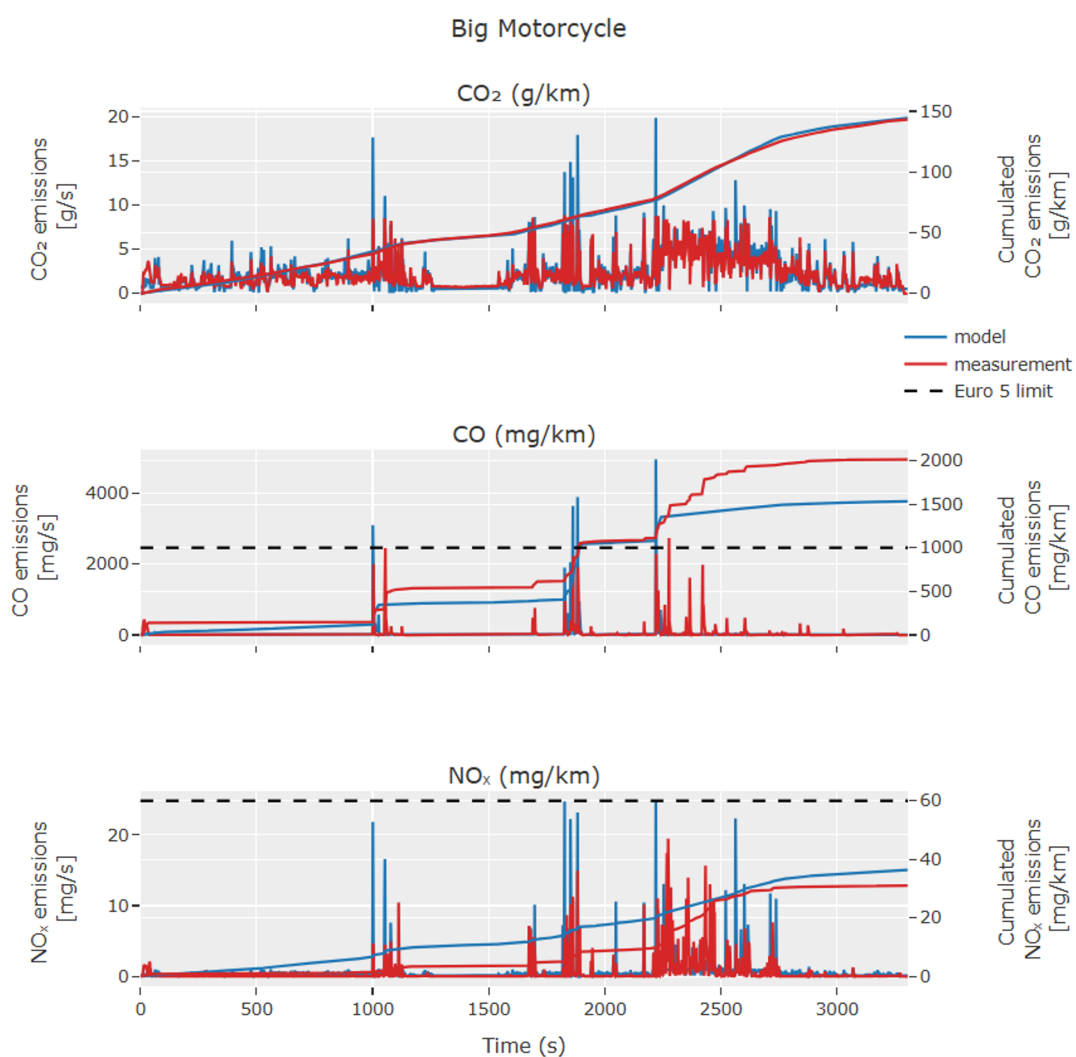 Big Motorcycle
CO₂ (g/km)
CO₂ emissions
[g/s]
20
15
10
5
0
150
100
50
0
Cumulated
CO₂ emissions
[g/km]
model
measurement
Euro 5 limit
CO (mg/km)
CO emissions
[mg/s]
4000
2000
0
2000
1500
1000
500
0
Cumulated
CO emissions
[mg/km]
NOₓ (mg/km)
NOₓ emissions
[mg/s]
20
10
0
60
40
20
0
Cumulated
NOₓ emissions
[mg/km]
0 500 1000 1500 2000 2500 3000
Time (s)